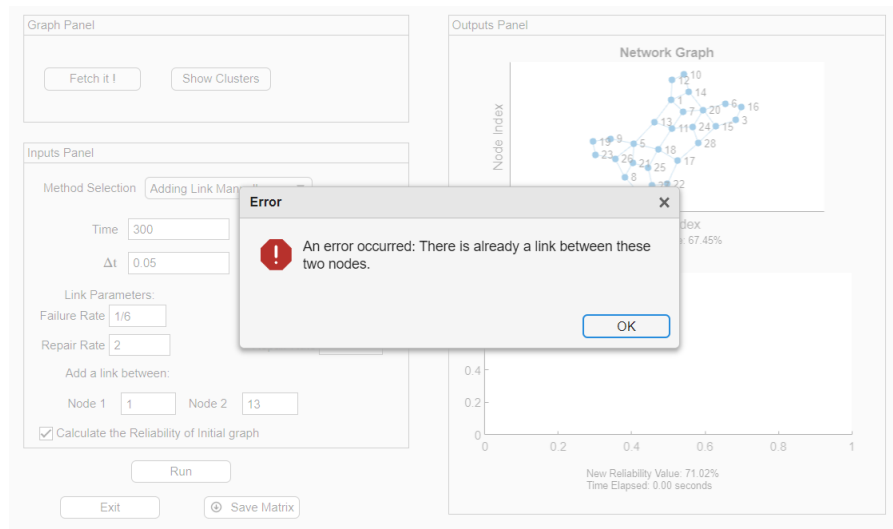 Graph Panel
Fetch it !
Show Clusters
Inputs Panel
Method Selection
Time
300
Δt
0.05
Link Parameters:
Failure Rate
1/6
Repair Rate
2
Add a link between:
Node 1
1
Node 2
13
Calculate the Reliability of Initial graph
Run
Exit
Save Matrix
Error
An error occurred: There is already a link between these
two nodes.
OK
Outputs Panel
Network Graph
Node Index
10
12
14
1
6
16
7
20
3
13
11
24
15
9
19
5
28
18
23
26
21
17
25
8
22
67.45%
0.4
0.2
0
0
0.2
0.4
0.6
0.8
1
New Reliability Value: 71.02%
Time Elapsed: 0.00 seconds